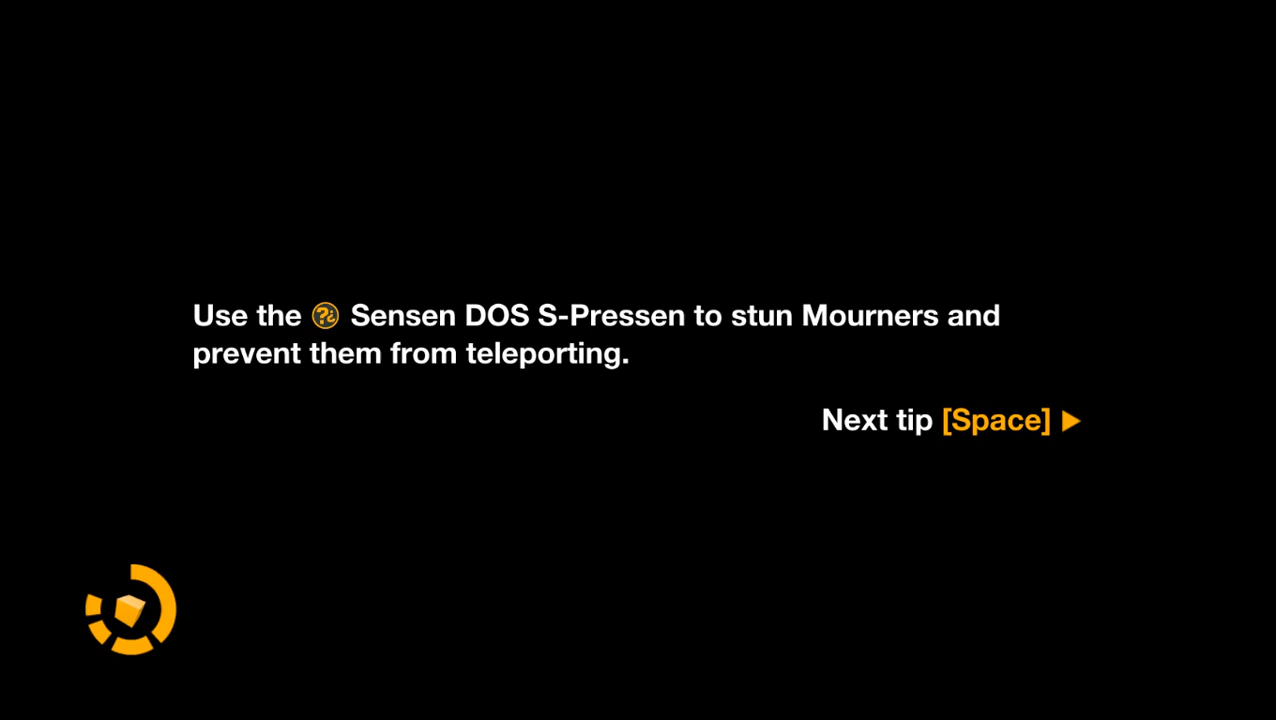 Use the ?¿ Sensen DOS S-Pressen to stun Mourners and
prevent them from teleporting.
Next tip [Space] ▶